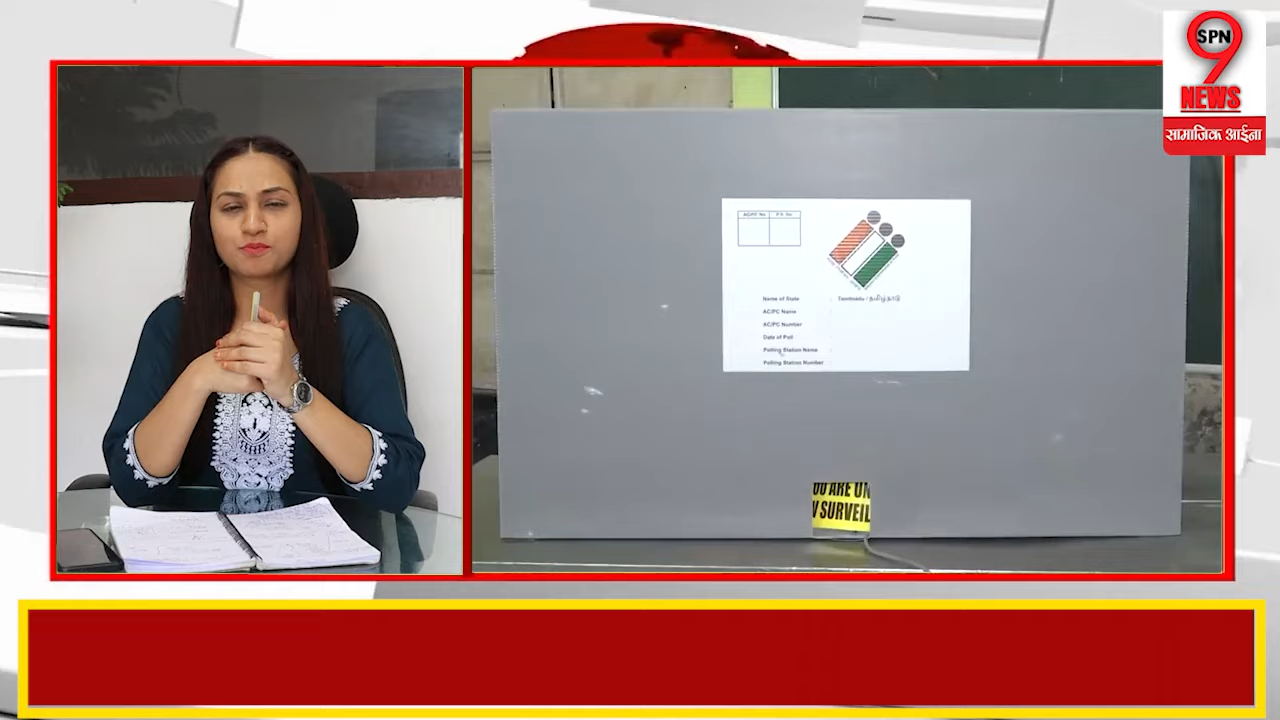 SPN
9
NEWS
सामाजिक आईना
AC/PC No
P.S. No
Name of State : Tamilnadu / தமிழ்நாடு
AC/PC Name :
AC/PC Number :
Date of Poll :
Polling Station Name :
Polling Station Number
OU ARE UN
V SURVEIL